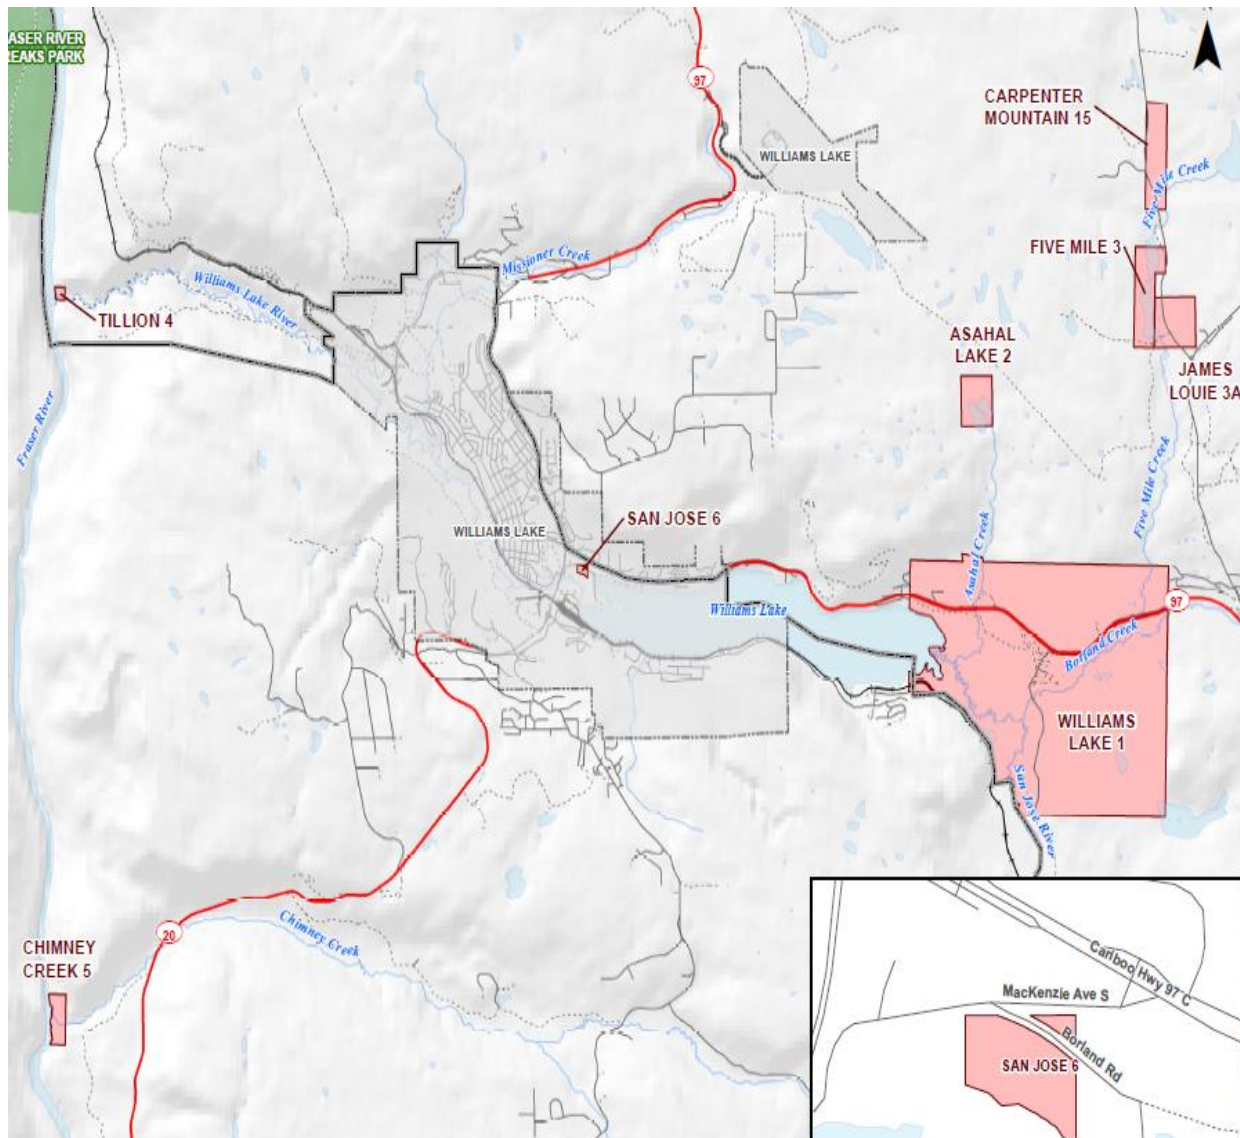 ASER RIVER
REAKS PARK
97
CARPENTER
MOUNTAIN 15
WILLIAMS LAKE
Five Mile Creek
FIVE MILE 3
Missioner Creek
Williams Lake River
TILLION 4
ASAHAL
LAKE 2
JAMES
LOUIE 3A
Fraser River
Five Mile Creek
SAN JOSE 6
WILLIAMS LAKE
Asahal Creek
Williams Lake
97
Borland Creek
WILLIAMS
LAKE 1
San Jose River
Chimney Creek
20
CHIMNEY
CREEK 5
Cariboo Hwy 97 C
MacKenzie Ave S
Borland Rd
SAN JOSE 6